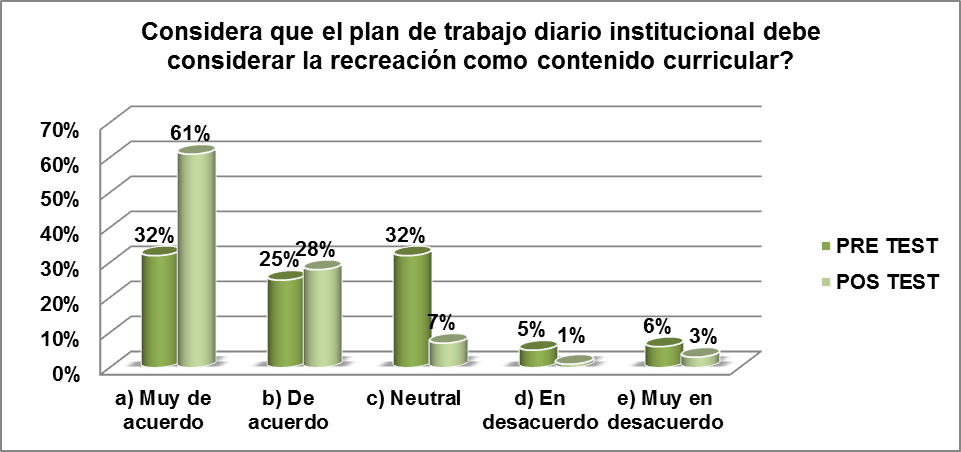 Considera que el plan de trabajo diario institucional debe
considerar la recreación como contenido curricular?
70%
60%
50%
40%
30%
20%
10%
0%
32%
61%
25%
28%
32%
7%
5%
1%
6%
3%
a) Muy de
acuerdo
b) De
acuerdo
c) Neutral
d) En
desacuerdo
e) Muy en
desacuerdo
PRE TEST
POS TEST